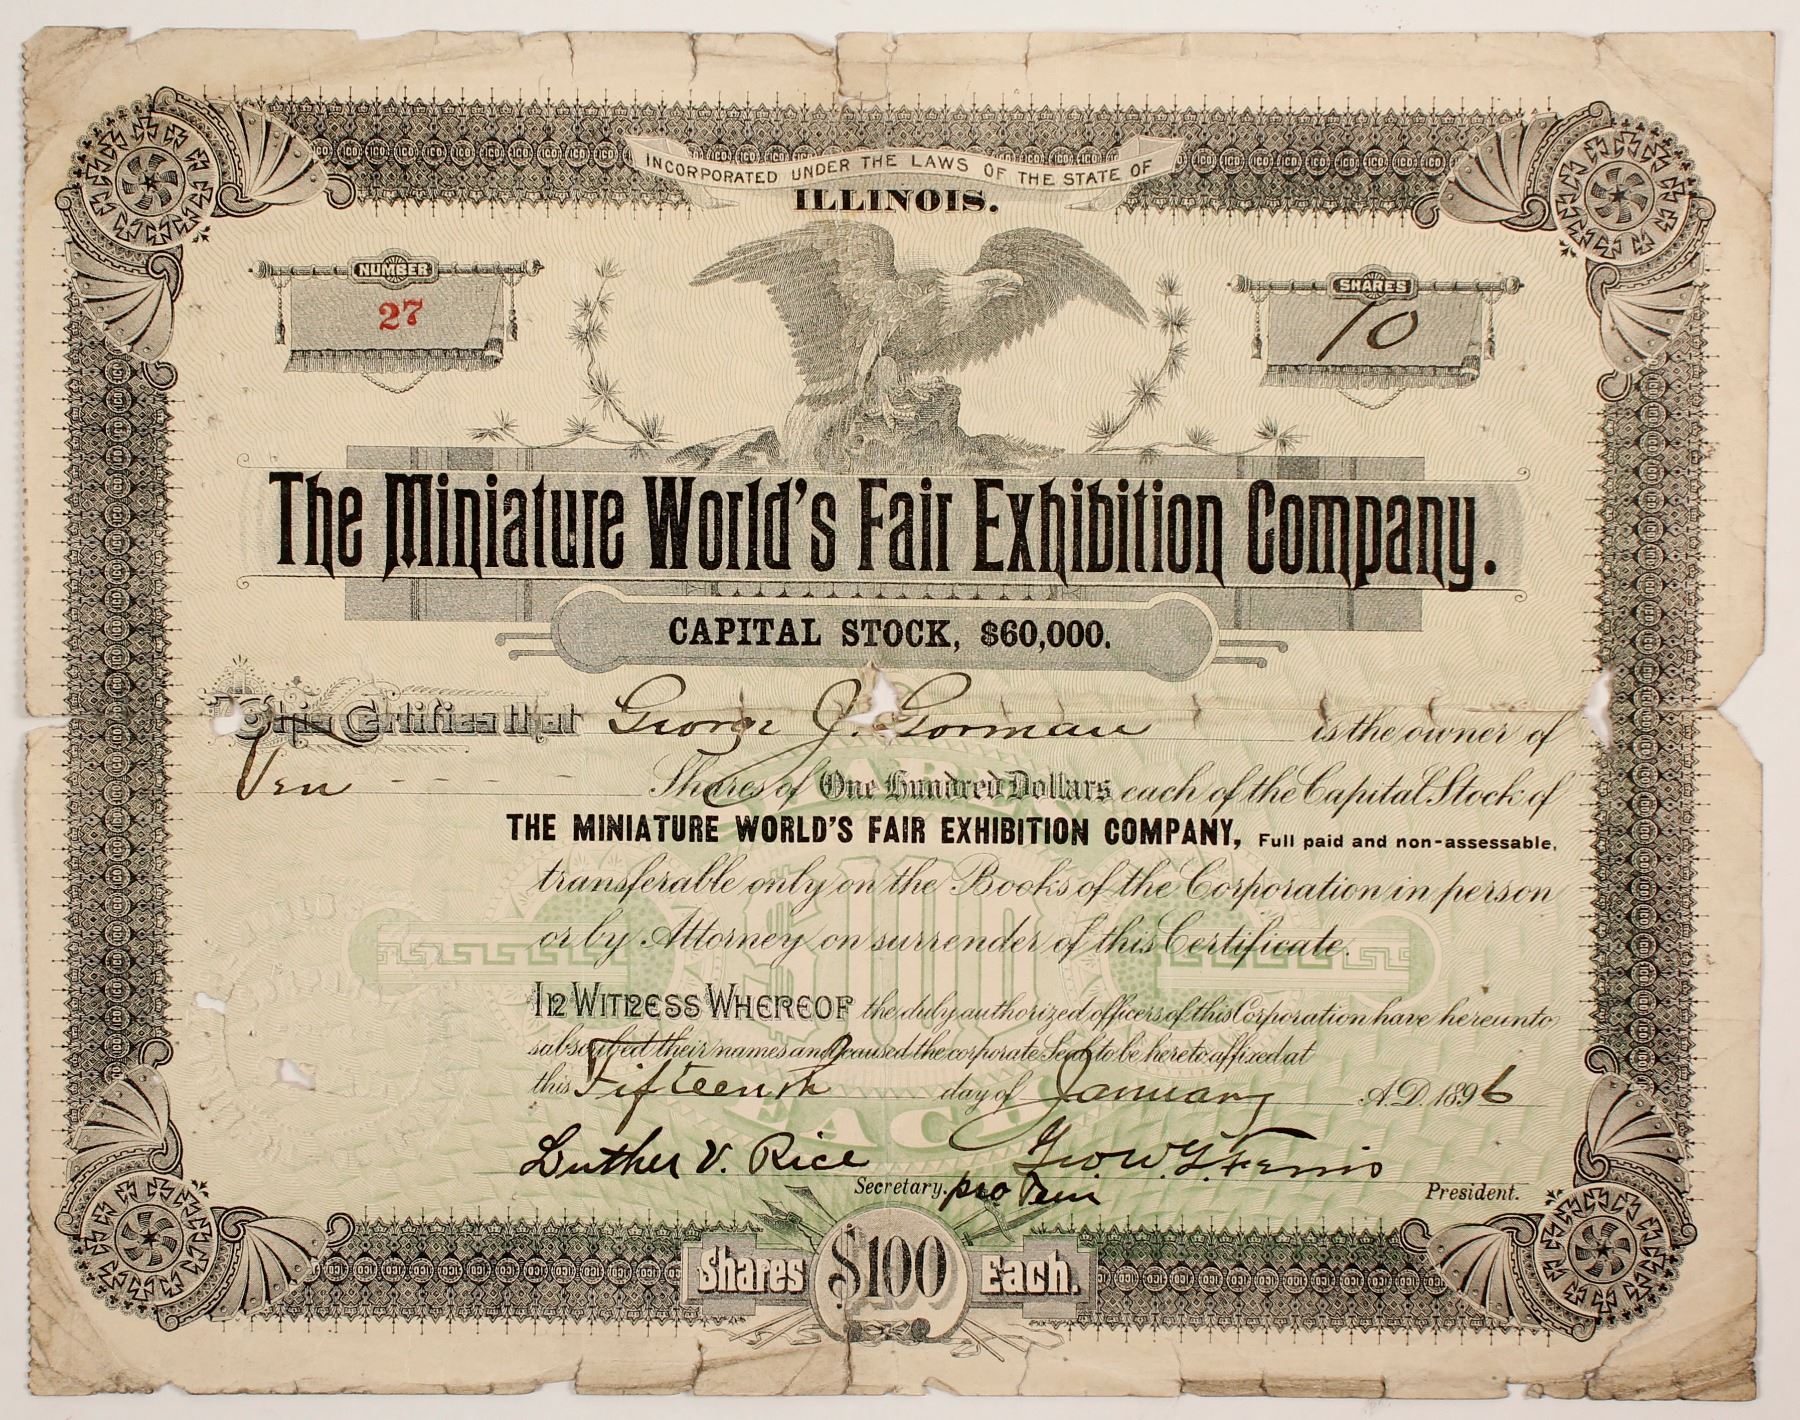 INCORPORATED UNDER THE LAWS OF THE STATE OF
ILLINOIS.
NUMBER
27
SHARES
10
The Miniature World's Fair Exhibition Company.
CAPITAL STOCK, $60,000.
This Certifies that George J. Gorman is the owner of
Ten Shares of One Hundred Dollars each of the Capital Stock of
THE MINIATURE WORLD'S FAIR EXHIBITION COMPANY, Full paid and non-assessable,
transferable only on the Books of the Corporation in person
or by Attorney on surrender of this Certificate.
SHARES
$100
EACH
In Witness Whereof the duly authorized officers of this Corporation have hereunto
subscribed their names and caused the corporate Seal to be hereto affixed at
this Fifteenth day of January A.D. 1896
Luther V. Rice Geo. W. G. Ferris
Secretary. pro Tem President.
Shares $100 Each.